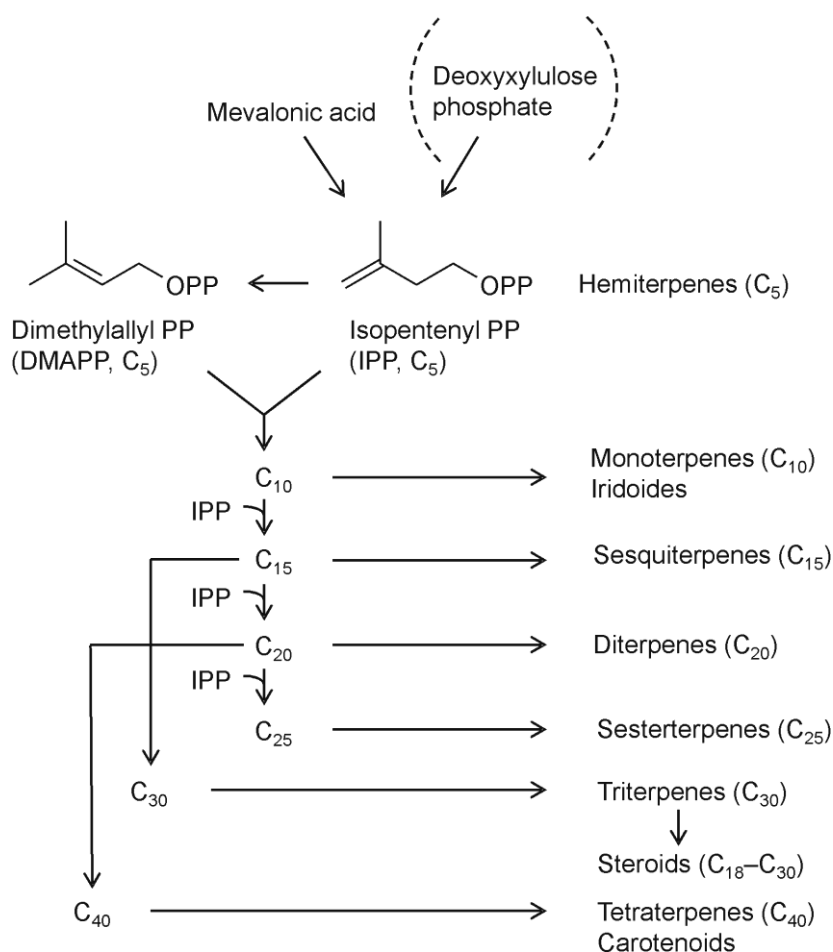 Deoxyxylulose
phosphate
Mevalonic acid
OPP
OPP
Hemiterpenes (C₅)
Dimethylallyl PP
(DMAPP, C₅)
Isopentenyl PP
(IPP, C₅)
C₁₀
Monoterpenes (C₁₀)
Iridoides
IPP
C₁₅
Sesquiterpenes (C₁₅)
IPP
C₂₀
Diterpenes (C₂₀)
IPP
C₂₅
Sesterterpenes (C₂₅)
C₃₀
Triterpenes (C₃₀)
Steroids (C₁₈–C₃₀)
C₄₀
Tetraterpenes (C₄₀)
Carotenoids